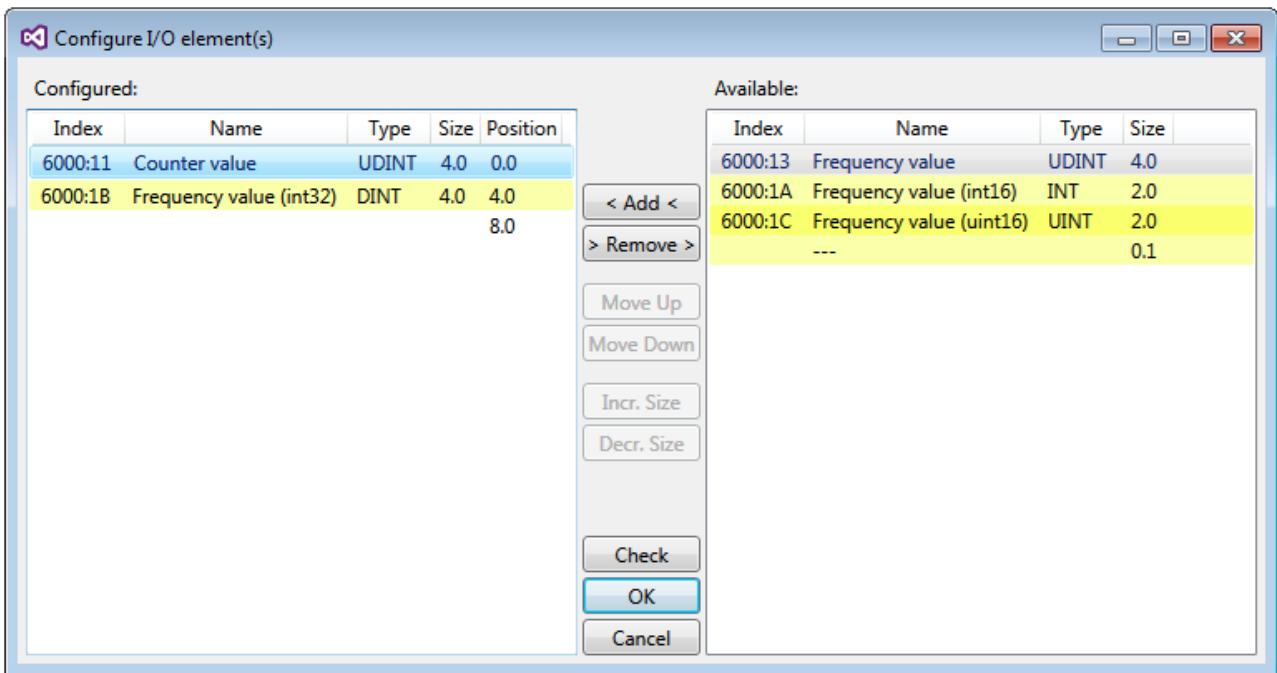 Configure I/O element(s)
Configured:
Index Name Type Size Position
6000:11 Counter value UDINT 4.0 0.0
6000:1B Frequency value (int32) DINT 4.0 4.0
8.0
< Add <
> Remove >
Move Up
Move Down
Incr. Size
Decr. Size
Check
OK
Cancel
Available:
Index Name Type Size
6000:13 Frequency value UDINT 4.0
6000:1A Frequency value (int16) INT 2.0
6000:1C Frequency value (uint16) UINT 2.0
--- 0.1